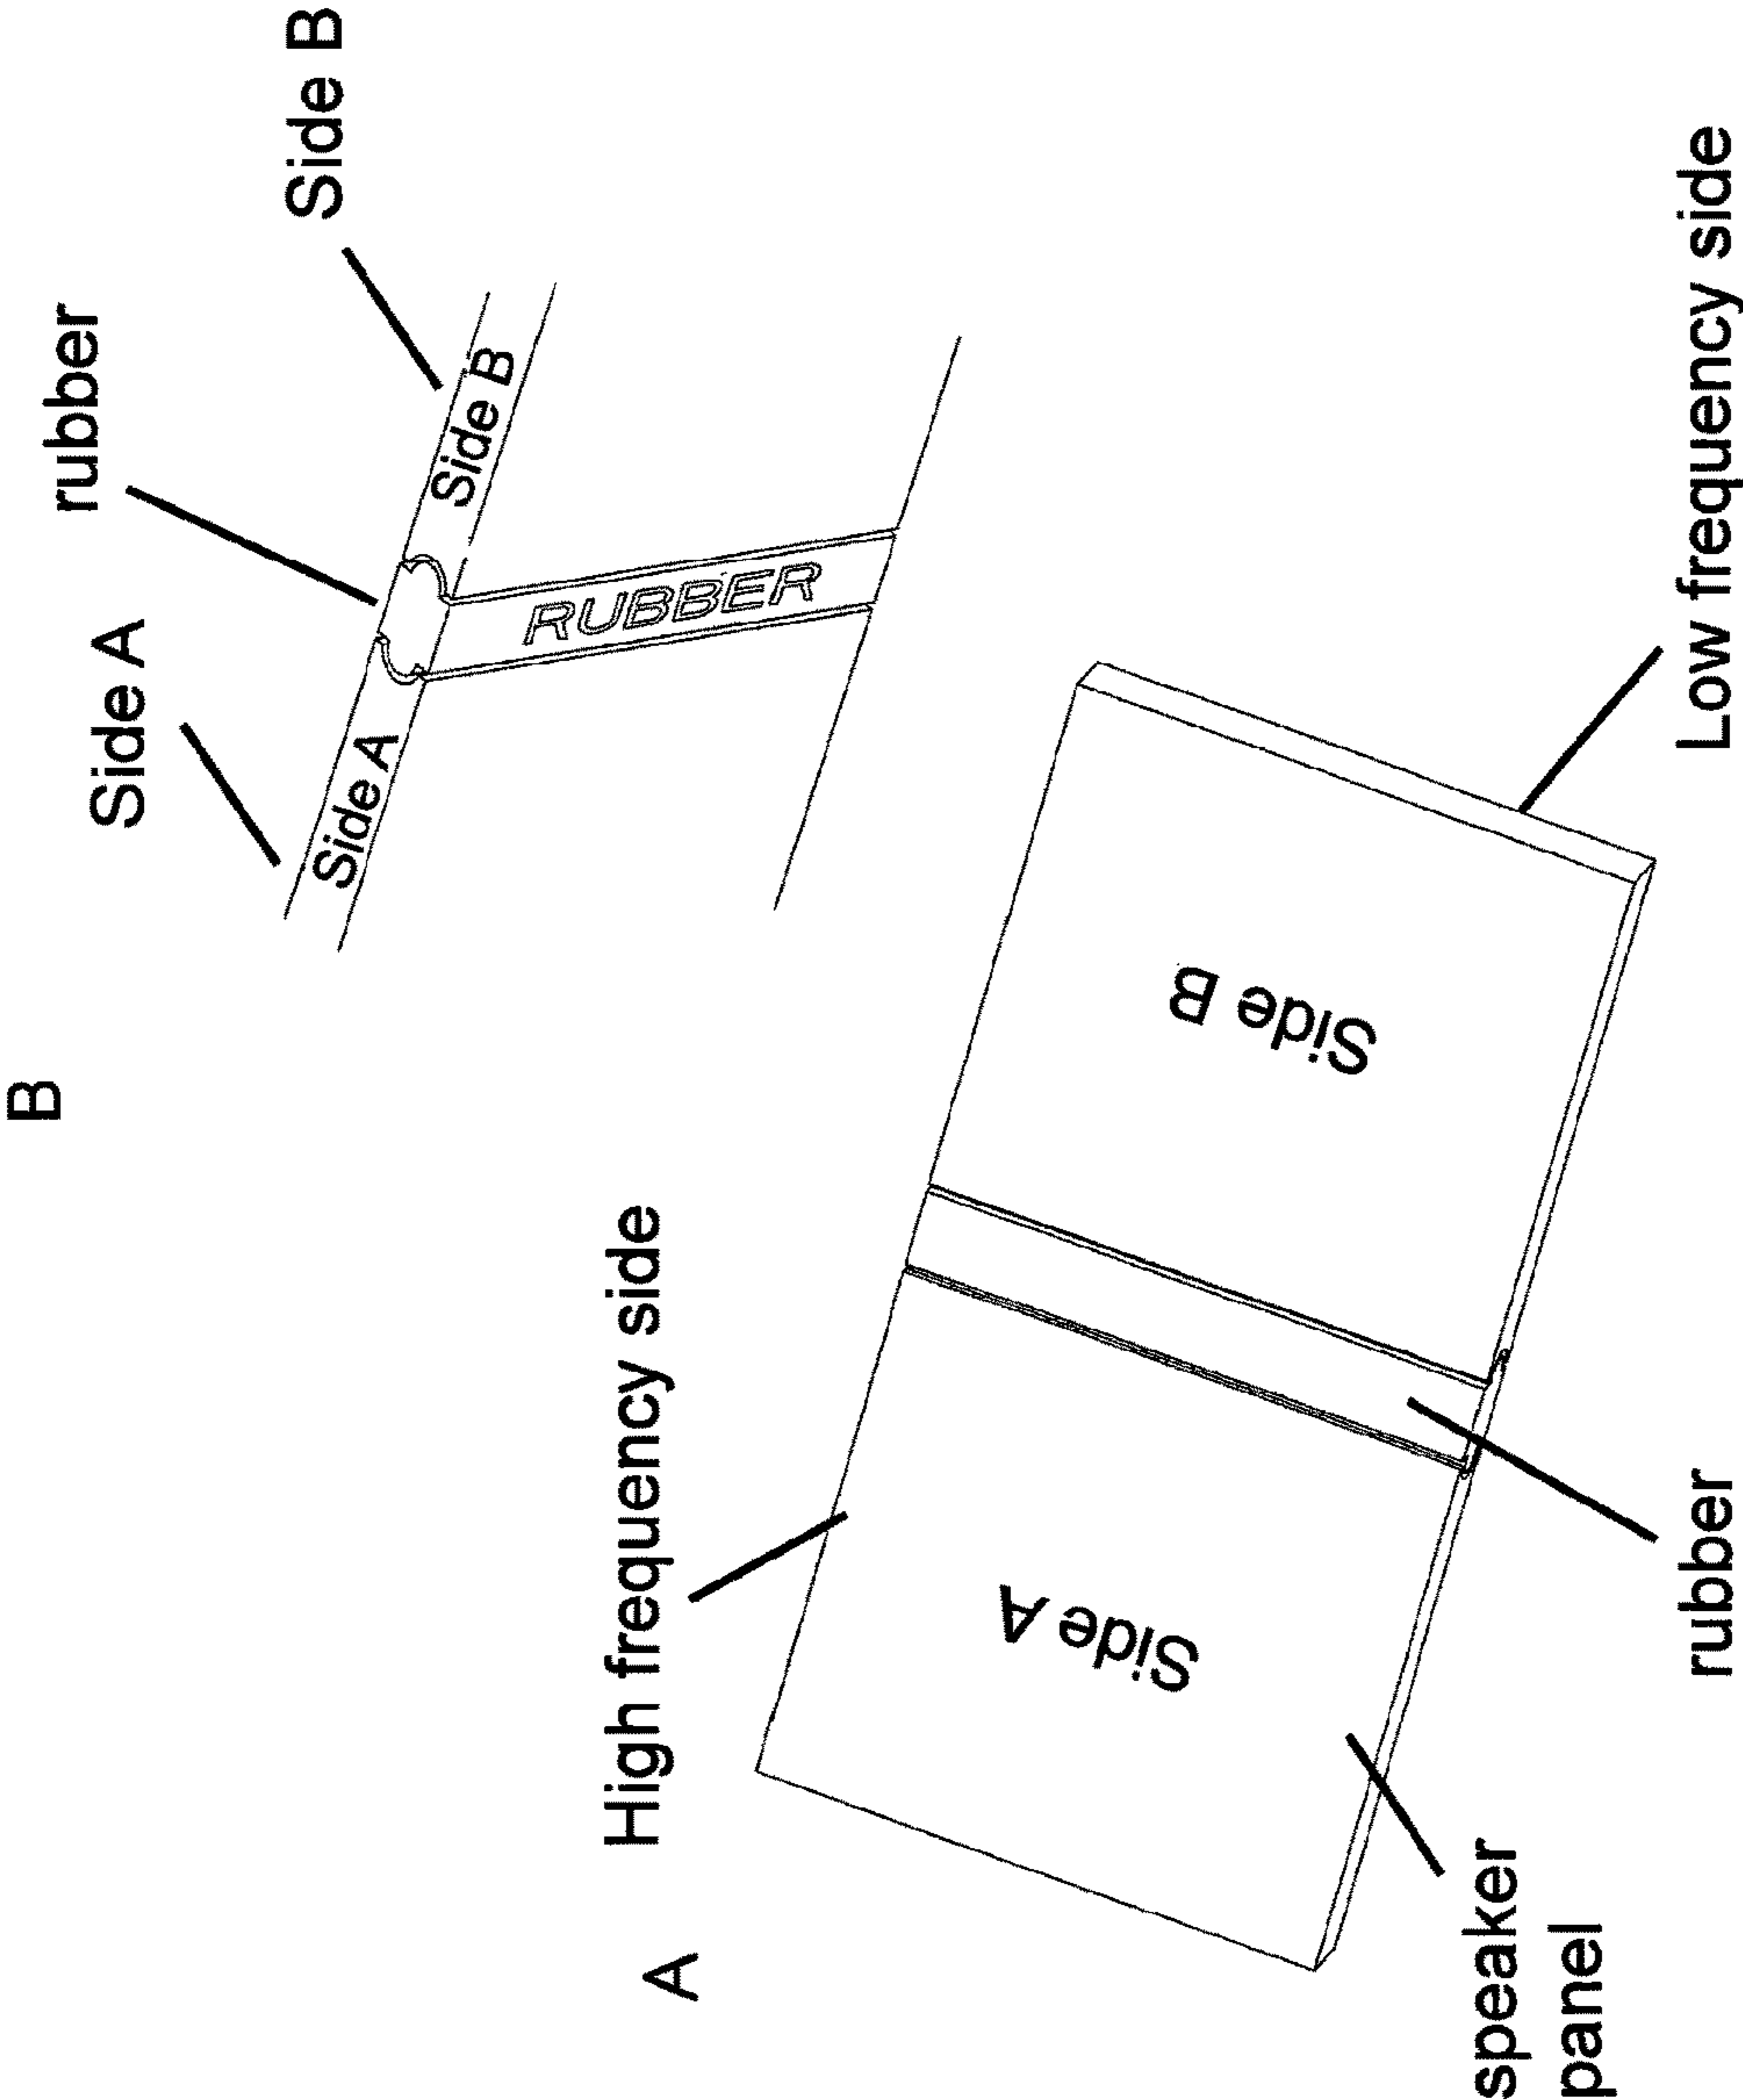 A
High frequency side
Side A
Side B
speaker
panel
rubber
Low frequency side
B
Side A
rubber
Side B
Side A
RUBBER
Side B